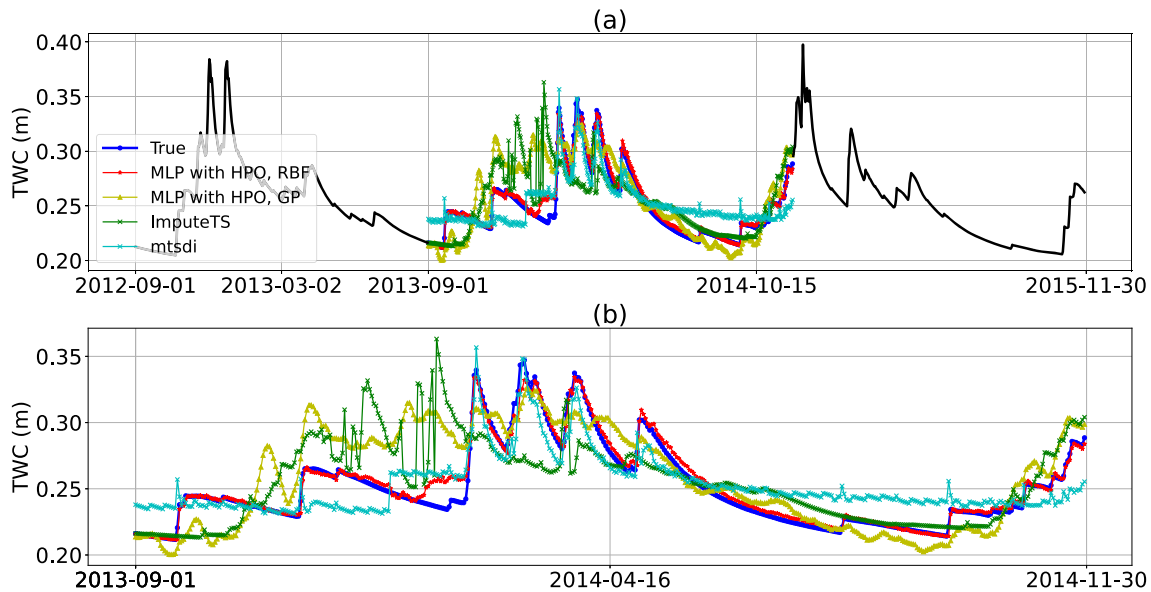 (a)
TWC (m)
0.40
0.35
0.30
0.25
0.20
True
MLP with HPO, RBF
MLP with HPO, GP
ImputeTS
mtsdi
2012-09-01
2013-03-02
2013-09-01
2014-10-15
2015-11-30
(b)
TWC (m)
0.35
0.30
0.25
0.20
2013-09-01
2014-04-16
2014-11-30